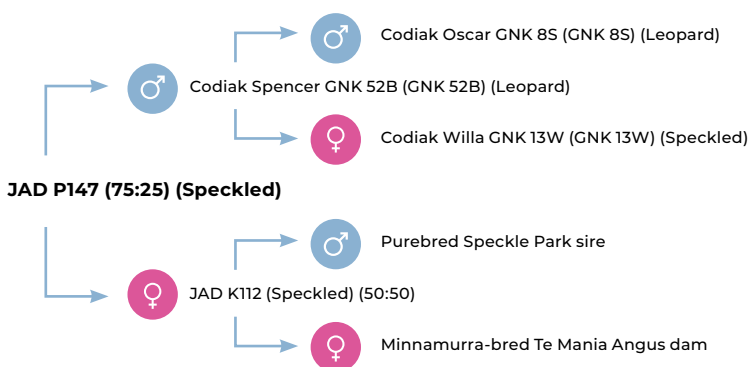 Codiak Oscar GNK 8S (GNK 8S) (Leopard)
Codiak Spencer GNK 52B (GNK 52B) (Leopard)
Codiak Willa GNK 13W (GNK 13W) (Speckled)
JAD P147 (75:25) (Speckled)
Purebred Speckle Park sire
JAD K112 (Speckled) (50:50)
Minnamurra-bred Te Mania Angus dam